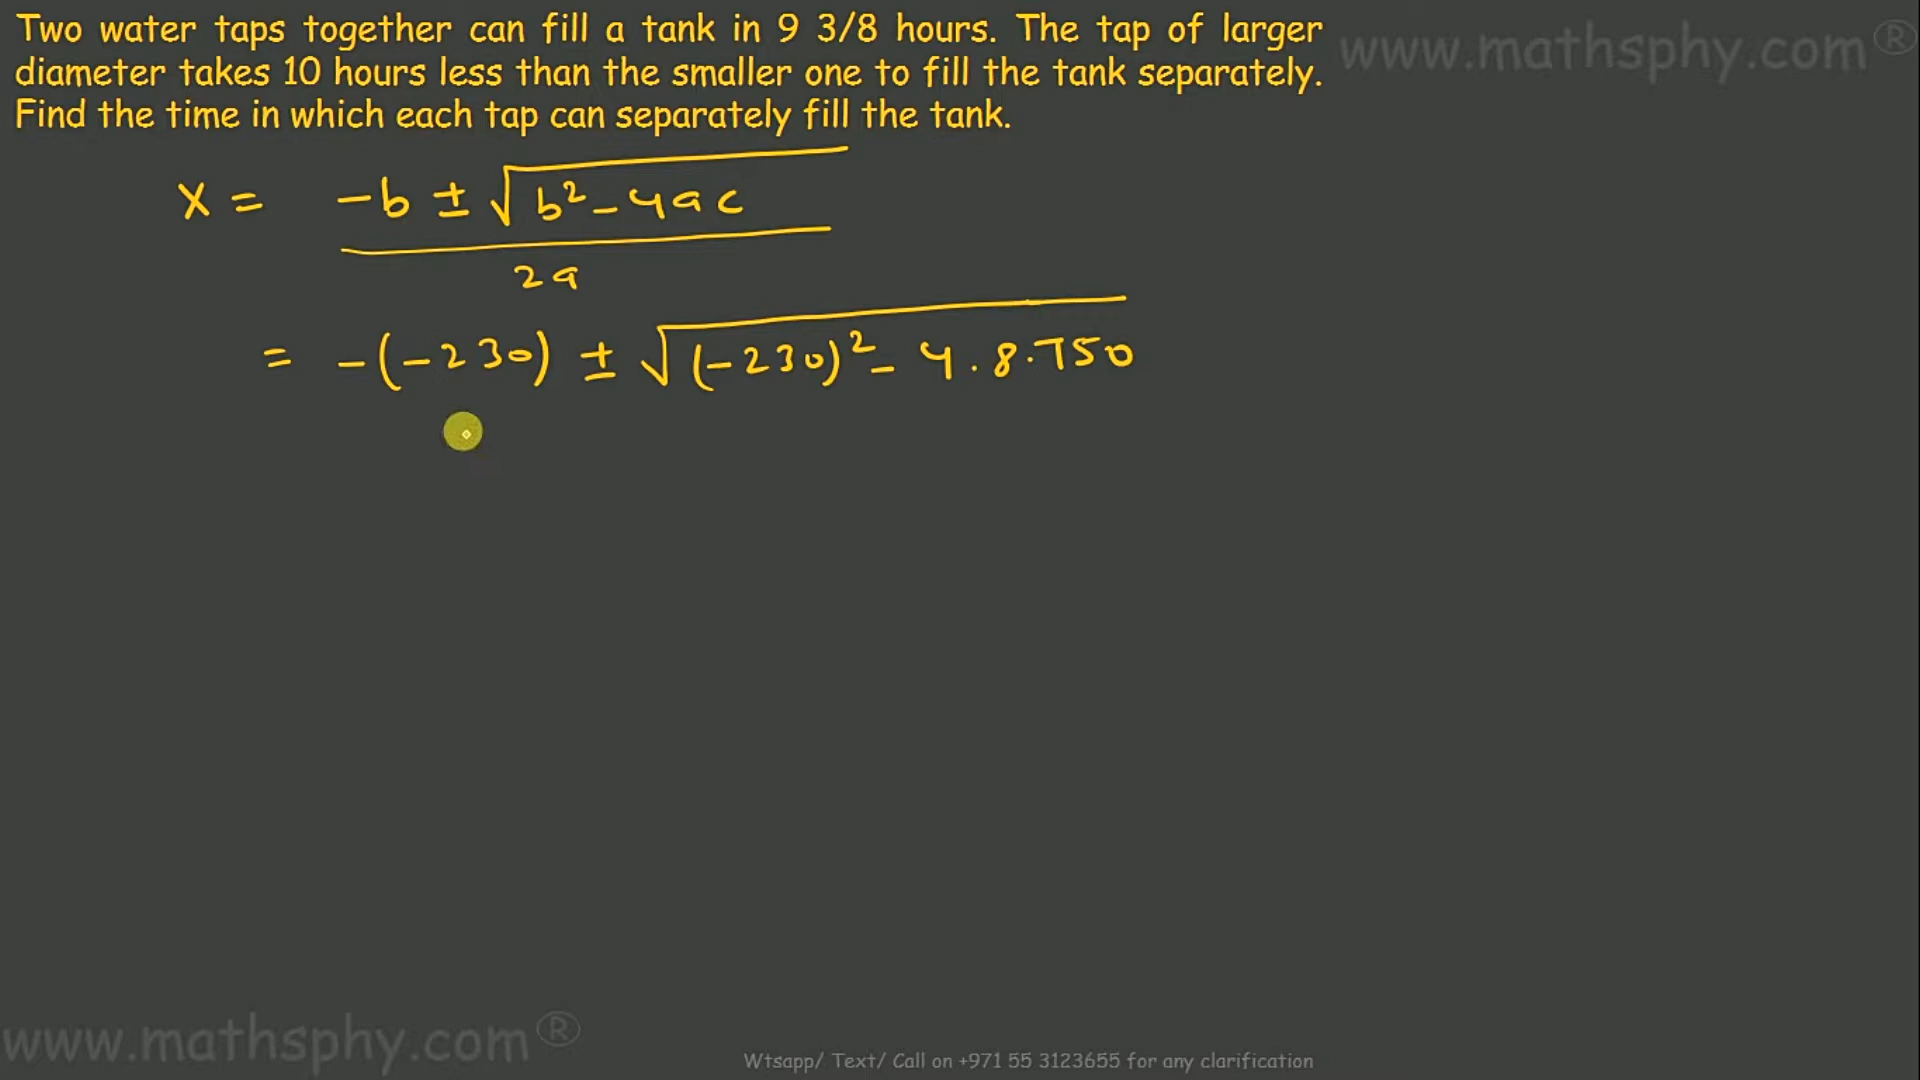 Two water taps together can fill a tank in 9 3/8 hours. The tap of larger
diameter takes 10 hours less than the smaller one to fill the tank separately.
Find the time in which each tap can separately fill the tank.
www.mathsphy.com®
x = -b ± √b² - 4ac
2a
= -(-230) ± √(-230)² - 4.8.750
www.mathsphy.com®
Wtsapp/ Text/ Call on +971 55 3123655 for any clarification